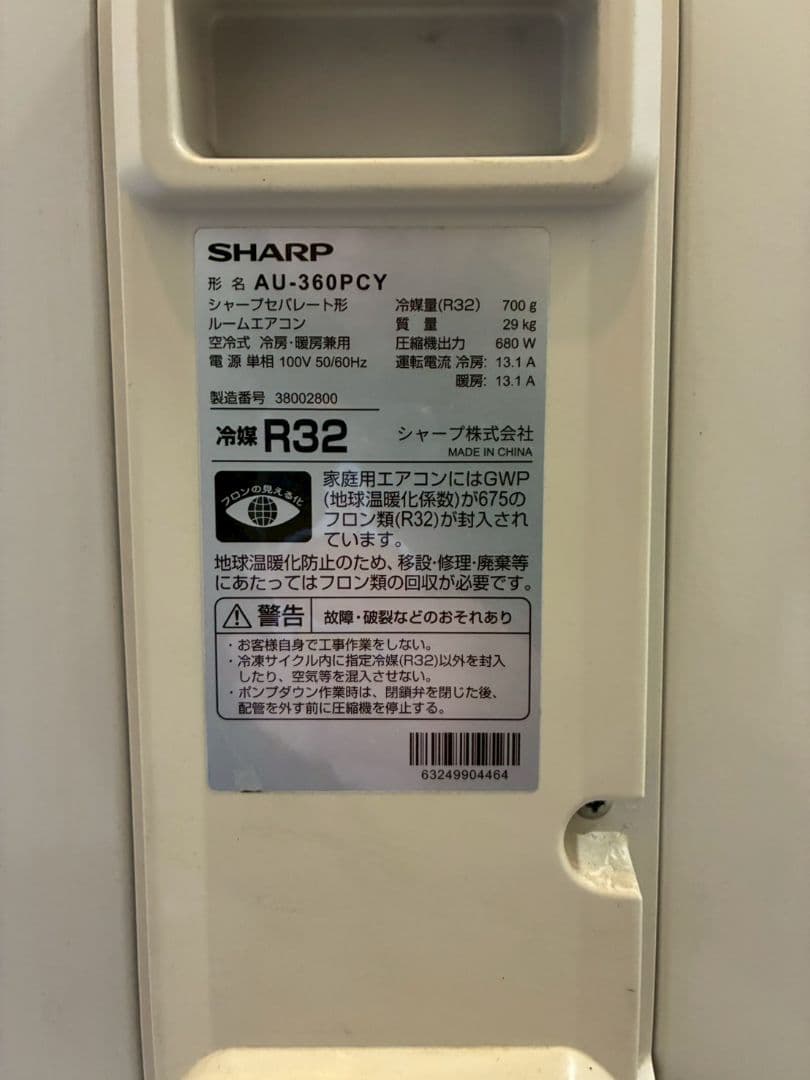 SHARP
形名 AU-360PCY
シャープセパレート形 冷媒量(R32) 700g
ルームエアコン 質量 29kg
空冷式 冷房・暖房兼用 圧縮機出力 680W
電源 単相 100V 50/60Hz 運転電流 冷房: 13.1A
暖房: 13.1A
製造番号 38002800
冷媒 R32 シャープ株式会社
MADE IN CHINA
フロンの見える化
家庭用エアコンにはGWP
(地球温暖化係数)が675の
フロン類(R32)が封入され
ています。
地球温暖化防止のため、移設・修理・廃棄等
にあたってはフロン類の回収が必要です。
警告 故障・破裂などのおそれあり
・お客様自身で工事作業をしない。
・冷凍サイクル内に指定冷媒(R32)以外を封入
したり、空気等を混入させない。
・ポンプダウン作業時は、閉鎖弁を閉じた後、
配管を外す前に圧縮機を停止する。
63249904464